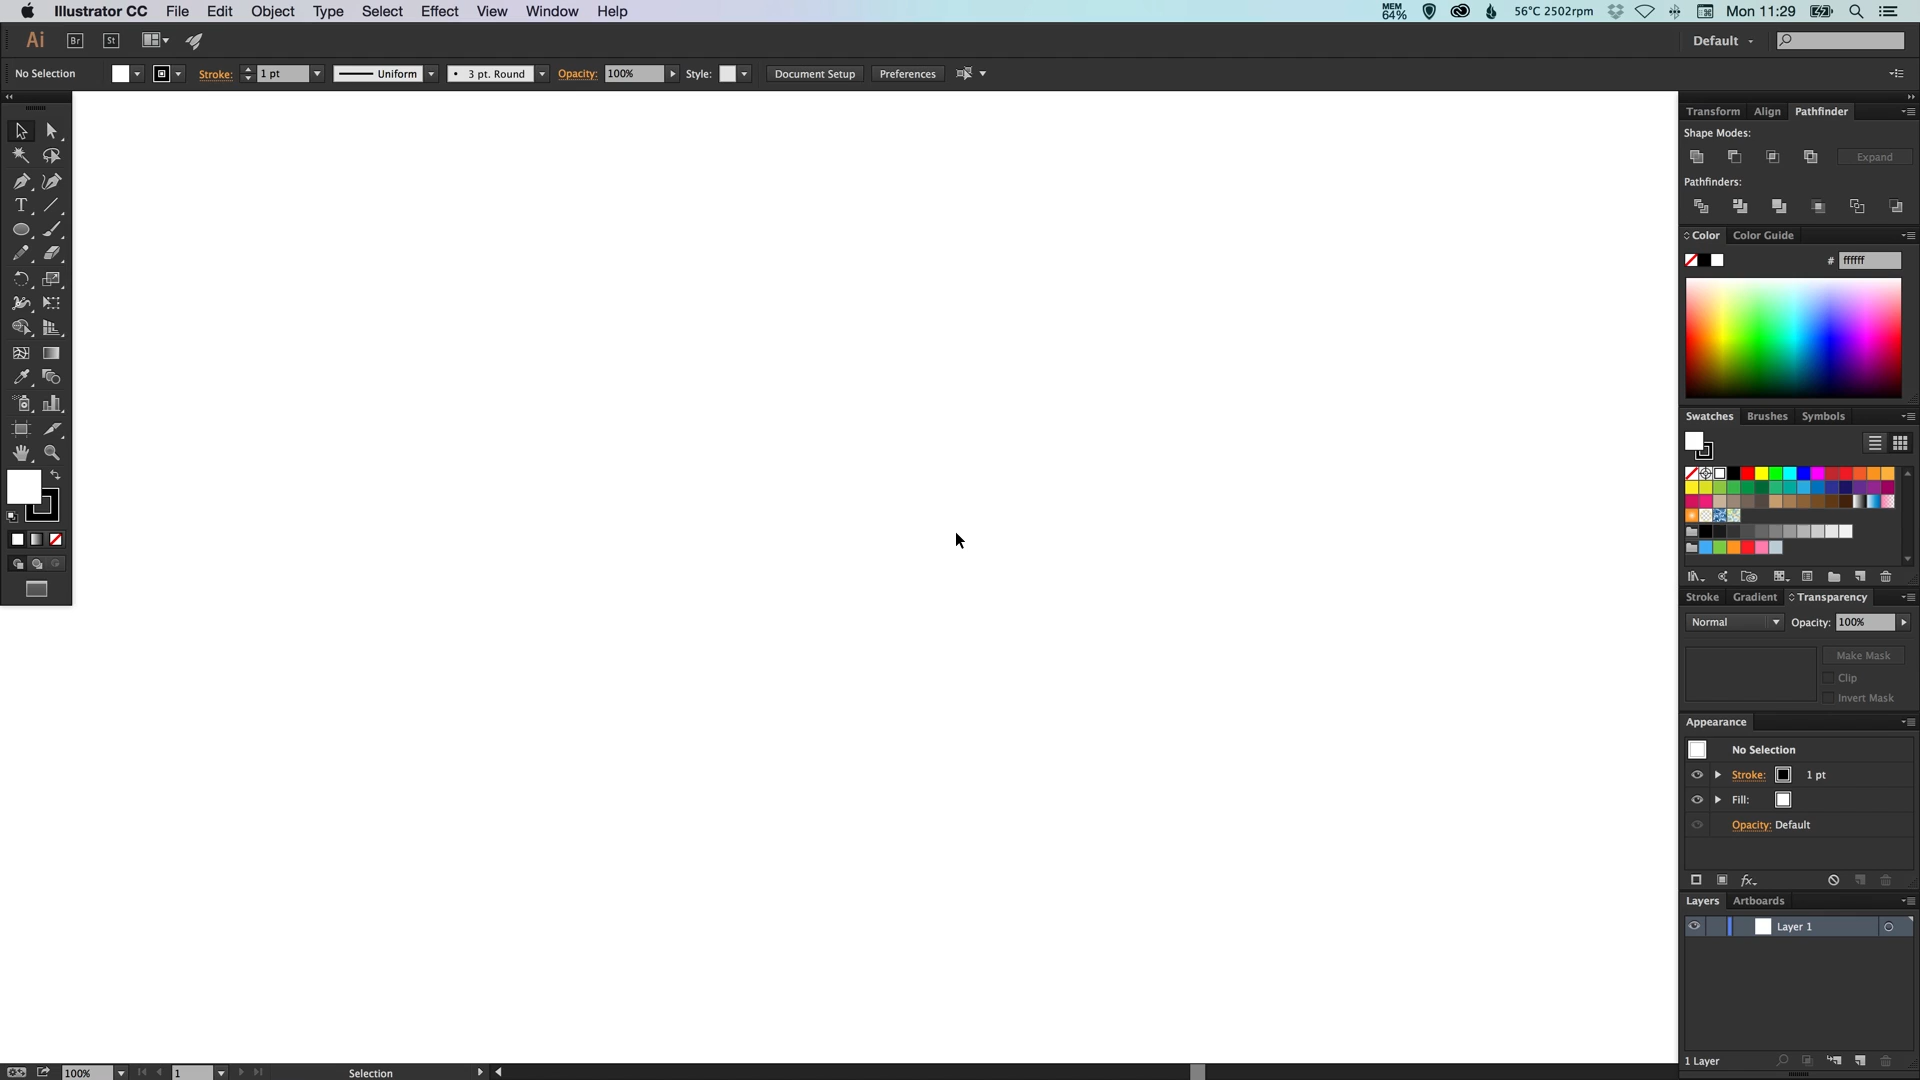 Illustrator CC File Edit Object Type Select Effect View Window Help MEM 64% 56°C 2502rpm Mon 11:29
Ai Br St Default
No Selection Stroke: 1 pt Uniform 3 pt. Round Opacity: 100% Style: Document Setup Preferences
Transform Align Pathfinder
Shape Modes:
Expand
Pathfinders:
Color Color Guide
# ffffff
Swatches Brushes Symbols
Stroke Gradient Transparency
Normal Opacity: 100%
Make Mask
Clip
Invert Mask
Appearance
No Selection
Stroke: 1 pt
Fill:
Opacity: Default
fx
Layers Artboards
Layer 1
1 Layer
100% 1 Selection